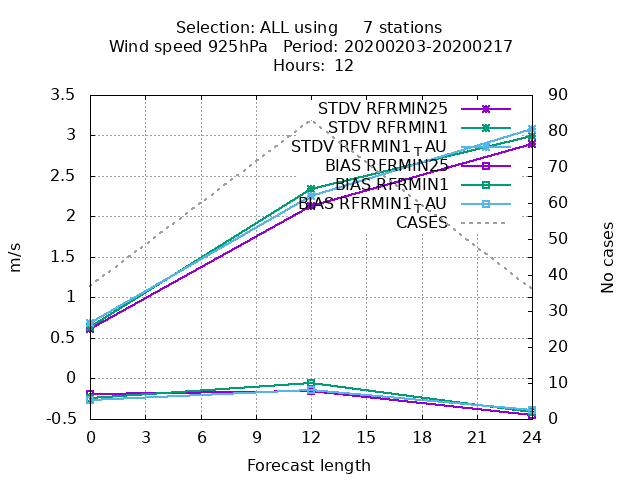 Selection: ALL using     7 stations
Wind speed 925hPa   Period: 20200203-20200217
Hours:  12
3.5
3
2.5
2
1.5
1
0.5
0
-0.5
m/s
90
80
70
60
50
40
30
20
10
0
No cases
STDV RFRMIN25
STDV RFRMIN1
STDV RFRMIN1_TAU
BIAS RFRMIN25
BIAS RFRMIN1
BIAS RFRMIN1_TAU
CASES
0 3 6 9 12 15 18 21 24
Forecast length